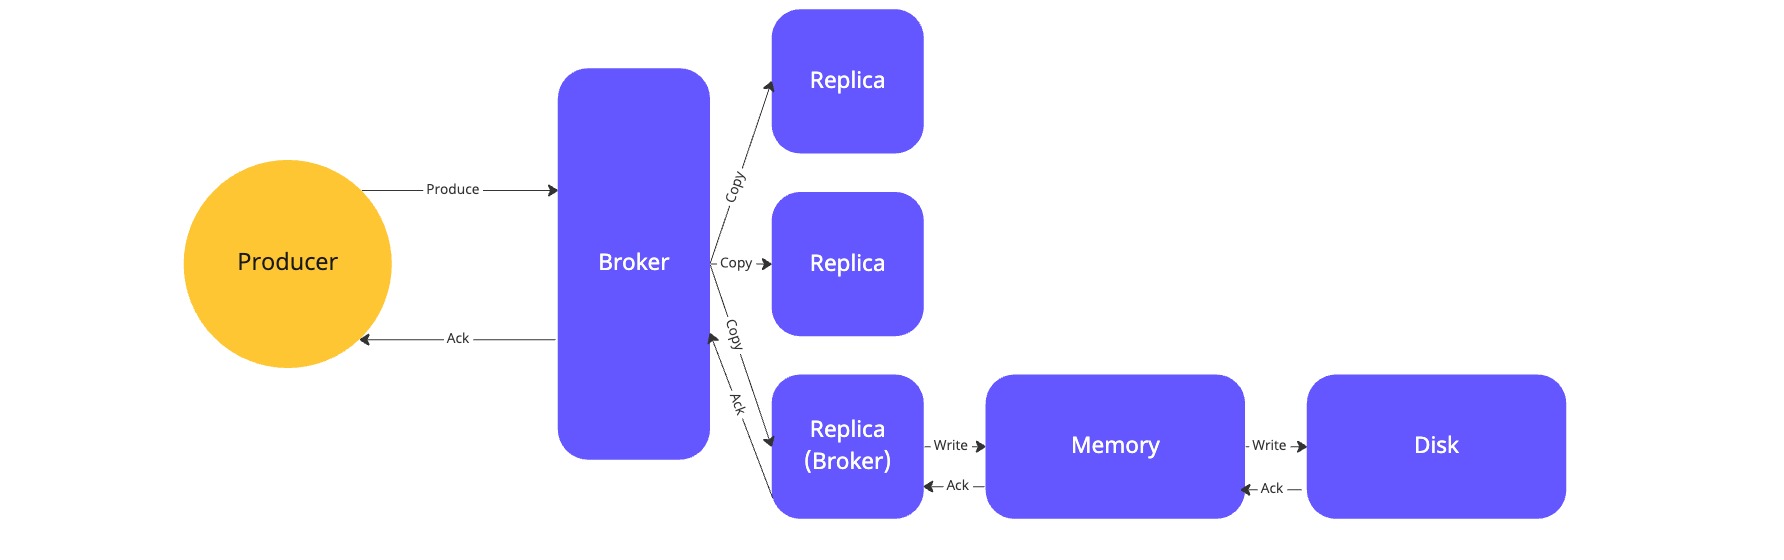 Replica
Copy
Produce
Producer
Broker
Copy
Replica
Copy
Ack
Ack
Replica
(Broker)
Write
Memory
Write
Disk
Ack
Ack